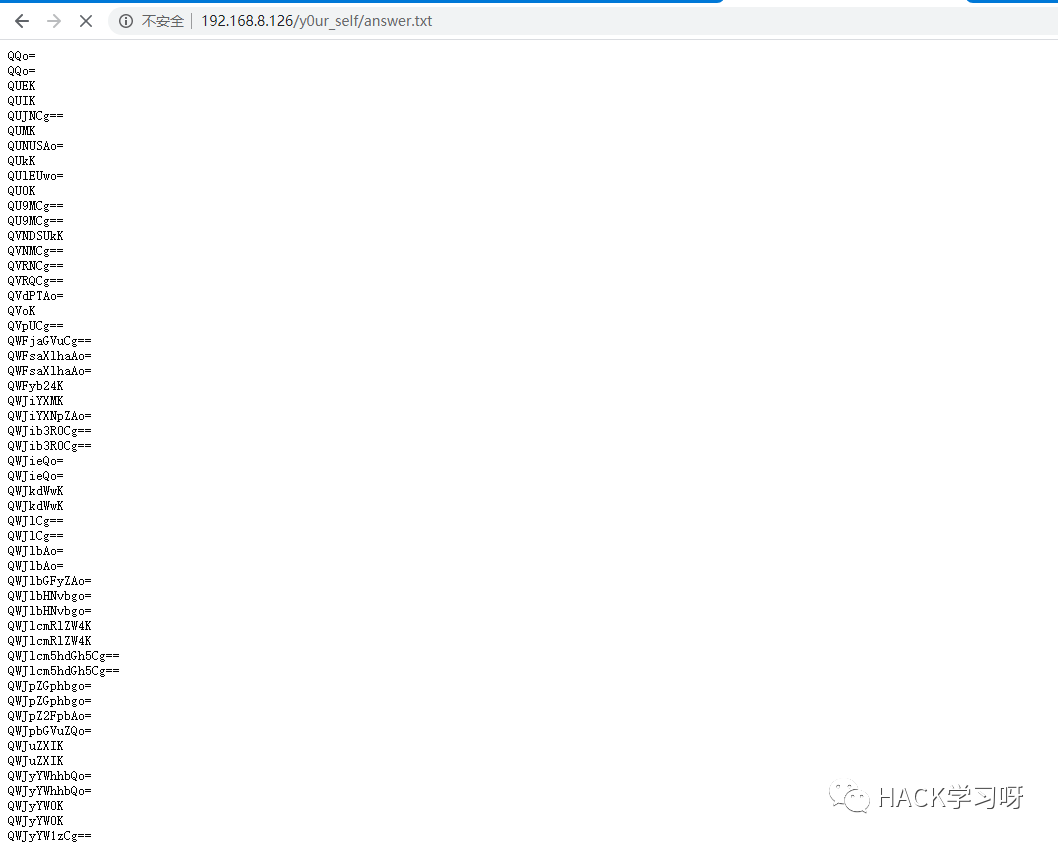 不安全 192.168.8.126/y0ur_self/answer.txt
QQo=
QQo=
QUEK
QUIK
QUJNCg==
QUMK
QUNUSAo=
QUkK
QUlEUwo=
QU0K
QU9MCg==
QU9MCg==
QVNDSUkK
QVNMCg==
QVRNCg==
QVRQCg==
QVdPTAo=
QVoK
QVpUCg==
QWFjaGVuCg==
QWFsaXlhaAo=
QWFsaXlhaAo=
QWFyb24K
QWJiYXMK
QWJiYXNpZAo=
QWJib3R0Cg==
QWJib3R0Cg==
QWJieQo=
QWJieQo=
QWJkdWwK
QWJkdWwK
QWJlCg==
QWJlCg==
QWJlbAo=
QWJlbAo=
QWJlbGFyZAo=
QWJlbHNvbgo=
QWJlbHNvbgo=
QWJlcmRlZW4K
QWJlcmRlZW4K
QWJlcm5hdGh5Cg==
QWJlcm5hdGh5Cg==
QWJpZGphbgo=
QWJpZGphbgo=
QWJpZ2FpbAo=
QWJpbGVuZQo=
QWJuZXIK
QWJuZXIK
QWJyYWhhbQo=
QWJyYWhhbQo=
QWJyYW0K
QWJyYW0K
QWJyYW1zCg==
HACK学习呀